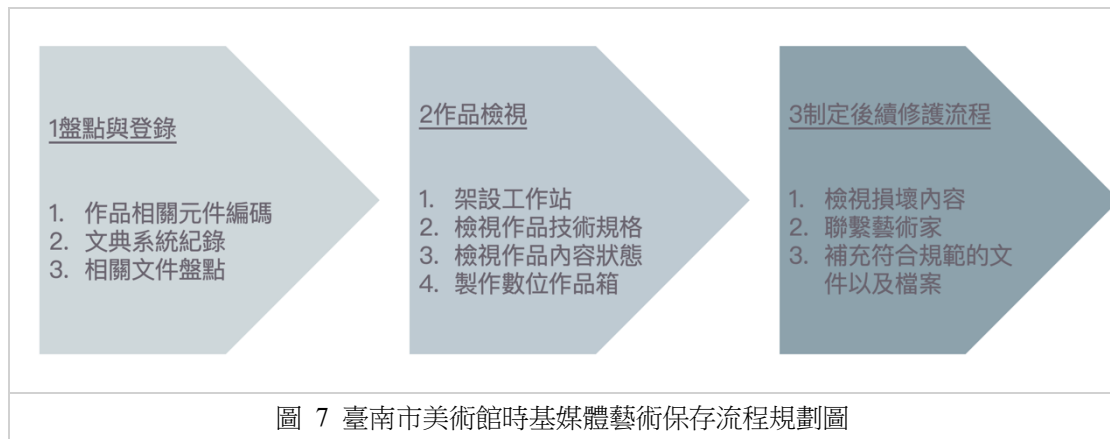 1盤點與登錄
1. 作品相關元件編碼
2. 文典系統紀錄
3. 相關文件盤點
2作品檢視
1. 架設工作站
2. 檢視作品技術規格
3. 檢視作品內容狀態
4. 製作數位作品箱
3制定後續修護流程
1. 檢視損壞內容
2. 聯繫藝術家
3. 補充符合規範的文
件以及檔案
圖 7 臺南市美術館時基媒體藝術保存流程規劃圖